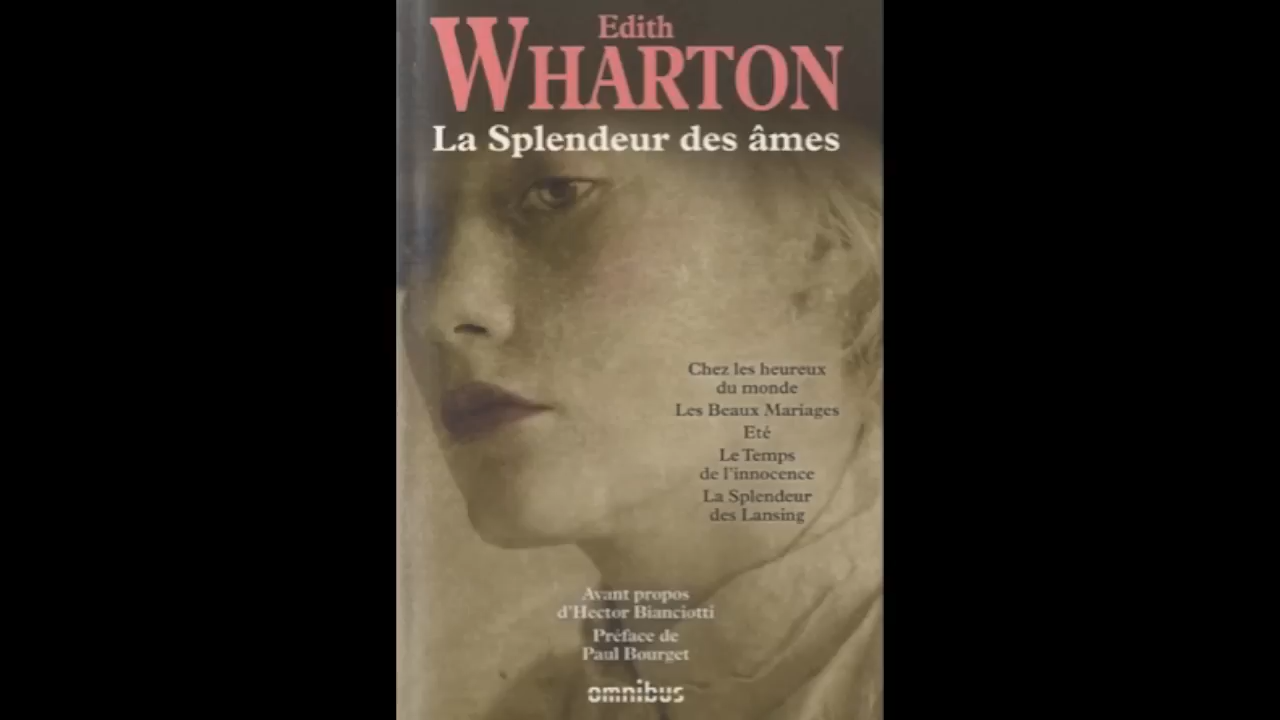 Edith
WHARTON
La Splendeur des âmes
Chez les heureux
du monde
Les Beaux Mariages
Eté
Le Temps
de l'innocence
La Splendeur
des Lansing
Avant propos
d'Hector Bianciotti
Préface de
Paul Bourget
omnibus